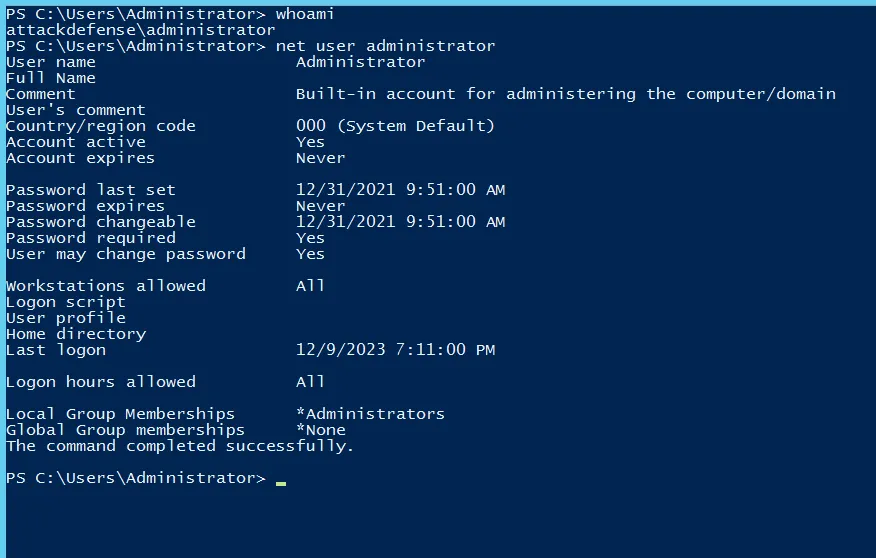 PS C:\Users\Administrator> whoami
attackdefense\administrator
PS C:\Users\Administrator> net user administrator
User name                    Administrator
Full Name
Comment                      Built-in account for administering the computer/domain
User's comment
Country/region code          000 (System Default)
Account active               Yes
Account expires              Never
Password last set            12/31/2021 9:51:00 AM
Password expires             Never
Password changeable          12/31/2021 9:51:00 AM
Password required            Yes
User may change password     Yes
Workstations allowed         All
Logon script
User profile
Home directory
Last logon                   12/9/2023 7:11:00 PM
Logon hours allowed          All
Local Group Memberships      *Administrators
Global Group memberships     *None
The command completed successfully.
PS C:\Users\Administrator>